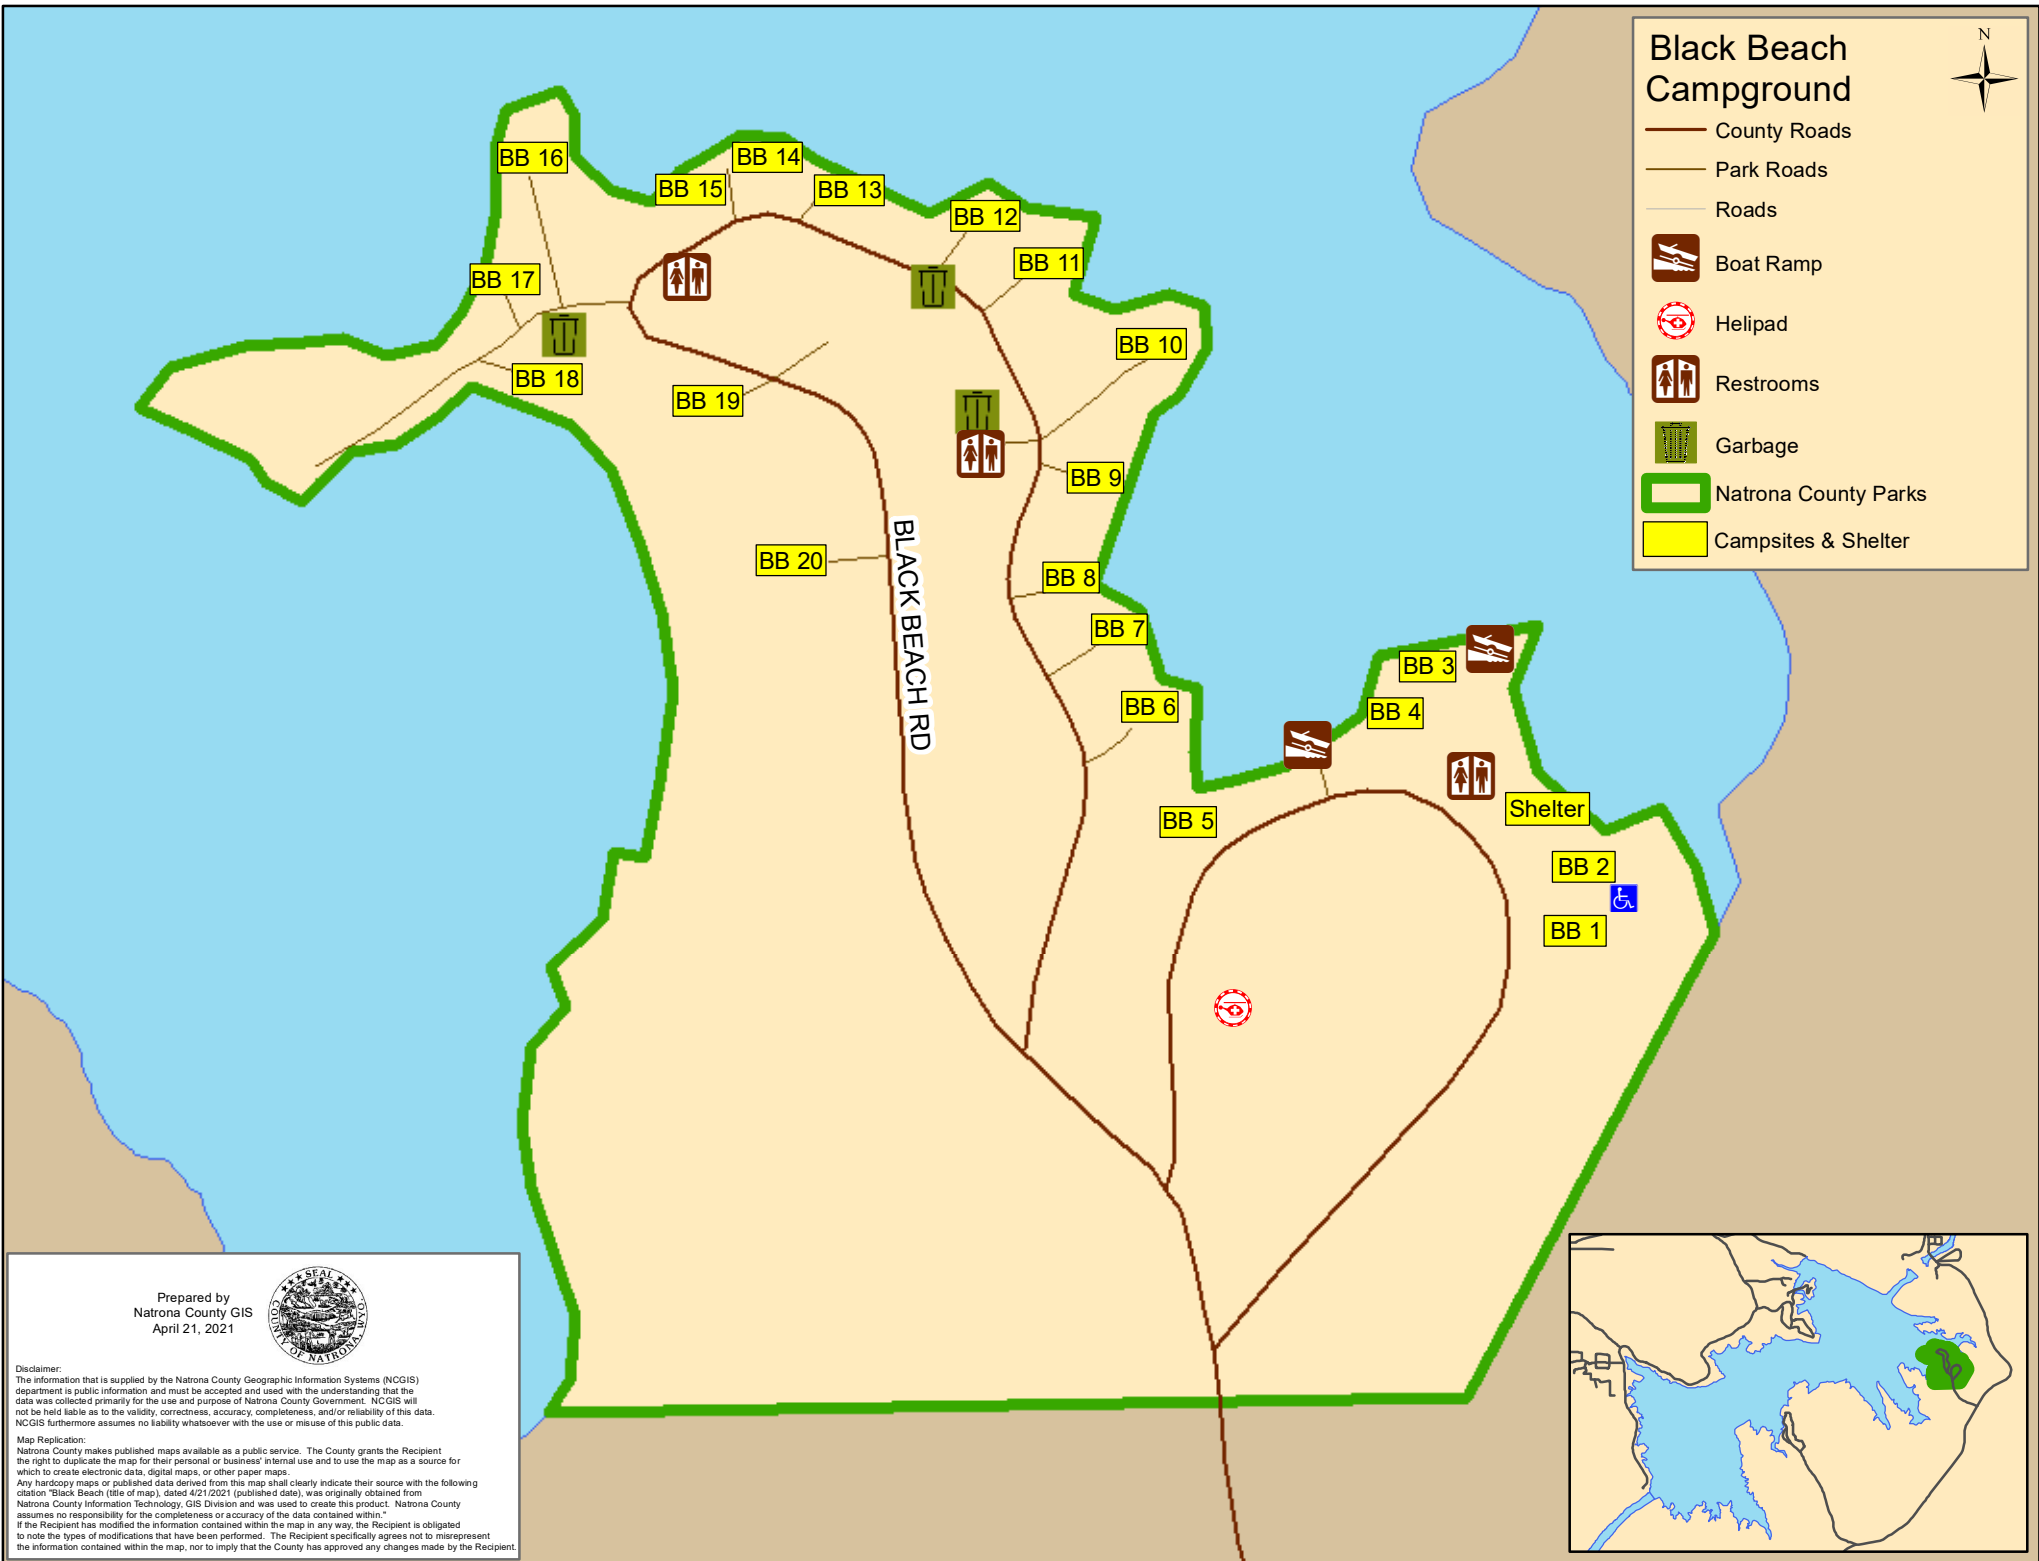 Black Beach
Campground
N
County Roads
Park Roads
Roads
Boat Ramp
Helipad
Restrooms
Garbage
Natrona County Parks
Campsites & Shelter
BB 16
BB 14
BB 15
BB 13
BB 12
BB 11
BB 17
BB 10
BB 18
BB 19
BB 9
BB 20
BLACK BEACH RD
BB 8
BB 7
BB 6
BB 3
BB 4
BB 5
Shelter
BB 2
BB 1
Prepared by
Natrona County GIS
April 21, 2021
SEAL
COUNTY OF NATRONA, WYO.
Disclaimer:
The information that is supplied by the Natrona County Geographic Information Systems (NCGIS)
department is public information and must be accepted and used with the understanding that the
data was collected primarily for the use and purpose of Natrona County Government. NCGIS will
not be held liable as to the validity, correctness, accuracy, completeness, and/or reliability of this data.
NCGIS furthermore assumes no liability whatsoever with the use or misuse of this public data.
Map Replication:
Natrona County makes published maps available as a public service. The County grants the Recipient
the right to duplicate the map for their personal or business' internal use and to use the map as a source for
which to create electronic data, digital maps, or other paper maps.
Any hardcopy maps or published data derived from this map shall clearly indicate their source with the following
citation "Black Beach (title of map), dated 4/21/2021 (published date), was originally obtained from
Natrona County Information Technology, GIS Division and was used to create this product. Natrona County
assumes no responsibility for the completeness or accuracy of the data contained within."
If the Recipient has modified the information contained within the map in any way, the Recipient is obligated
to note the types of modifications that have been performed. The Recipient specifically agrees not to misrepresent
the information contained within the map, nor to imply that the County has approved any changes made by the Recipient.